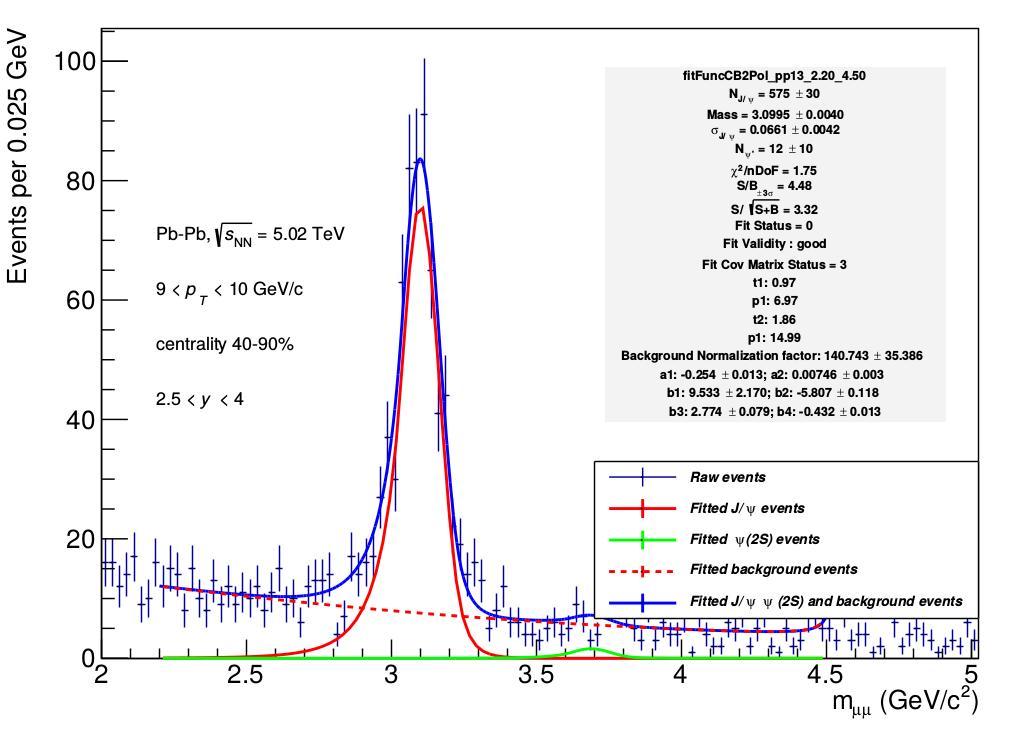 Events per 0.025 GeV
100
80
60
40
20
0
2
2.5
3
3.5
4
4.5
5
m_μμ (GeV/c²)
Pb-Pb, √s_NN = 5.02 TeV
9 < p_T < 10 GeV/c
centrality 40-90%
2.5 < y < 4
fitFuncCB2Pol_pp13_2.20_4.50
N_J/ψ = 575 ± 30
Mass = 3.0995 ± 0.0040
σ_J/ψ = 0.0661 ± 0.0042
N_ψ' = 12 ± 10
χ²/nDoF = 1.75
S/B_±3σ = 4.48
S/ √S+B = 3.32
Fit Status = 0
Fit Validity : good
Fit Cov Matrix Status = 3
t1: 0.97
p1: 6.97
t2: 1.86
p1: 14.99
Background Normalization factor: 140.743 ± 35.386
a1: -0.254 ± 0.013; a2: 0.00746 ± 0.003
b1: 9.533 ± 2.170; b2: -5.807 ± 0.118
b3: 2.774 ± 0.079; b4: -0.432 ± 0.013
Raw events
Fitted J/ψ events
Fitted ψ(2S) events
Fitted background events
Fitted J/ψ ψ (2S) and background events